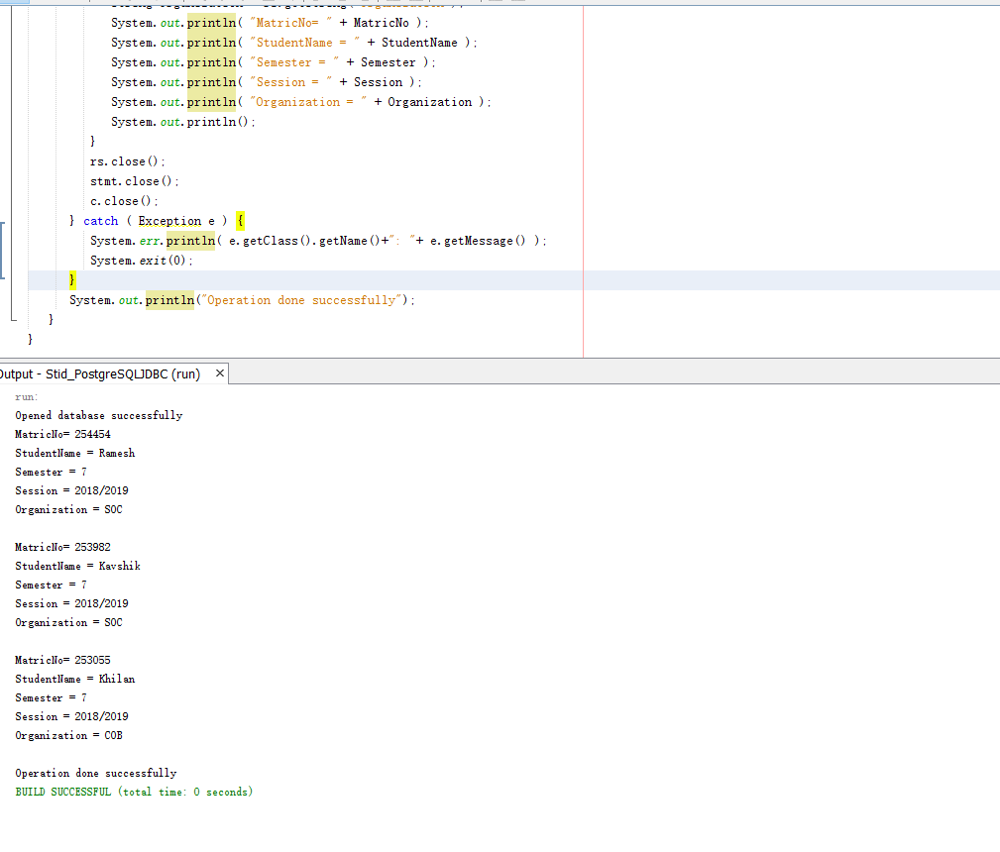 System.out.println( "MatricNo= " + MatricNo );
System.out.println( "StudentName = " + StudentName );
System.out.println( "Semester = " + Semester );
System.out.println( "Session = " + Session );
System.out.println( "Organization = " + Organization );
System.out.println();
}
rs.close();
stmt.close();
c.close();
} catch ( Exception e ) {
System.err.println( e.getClass().getName()+": "+ e.getMessage() );
System.exit(0);
}
System.out.println("Operation done successfully");
}
}
Output - Stid_PostgreSQLJDBC (run) ×
run:
Opened database successfully
MatricNo= 254454
StudentName = Ramesh
Semester = 7
Session = 2018/2019
Organization = SOC
MatricNo= 253982
StudentName = Kavshik
Semester = 7
Session = 2018/2019
Organization = SOC
MatricNo= 253055
StudentName = Khilan
Semester = 7
Session = 2018/2019
Organization = COB
Operation done successfully
BUILD SUCCESSFUL (total time: 0 seconds)